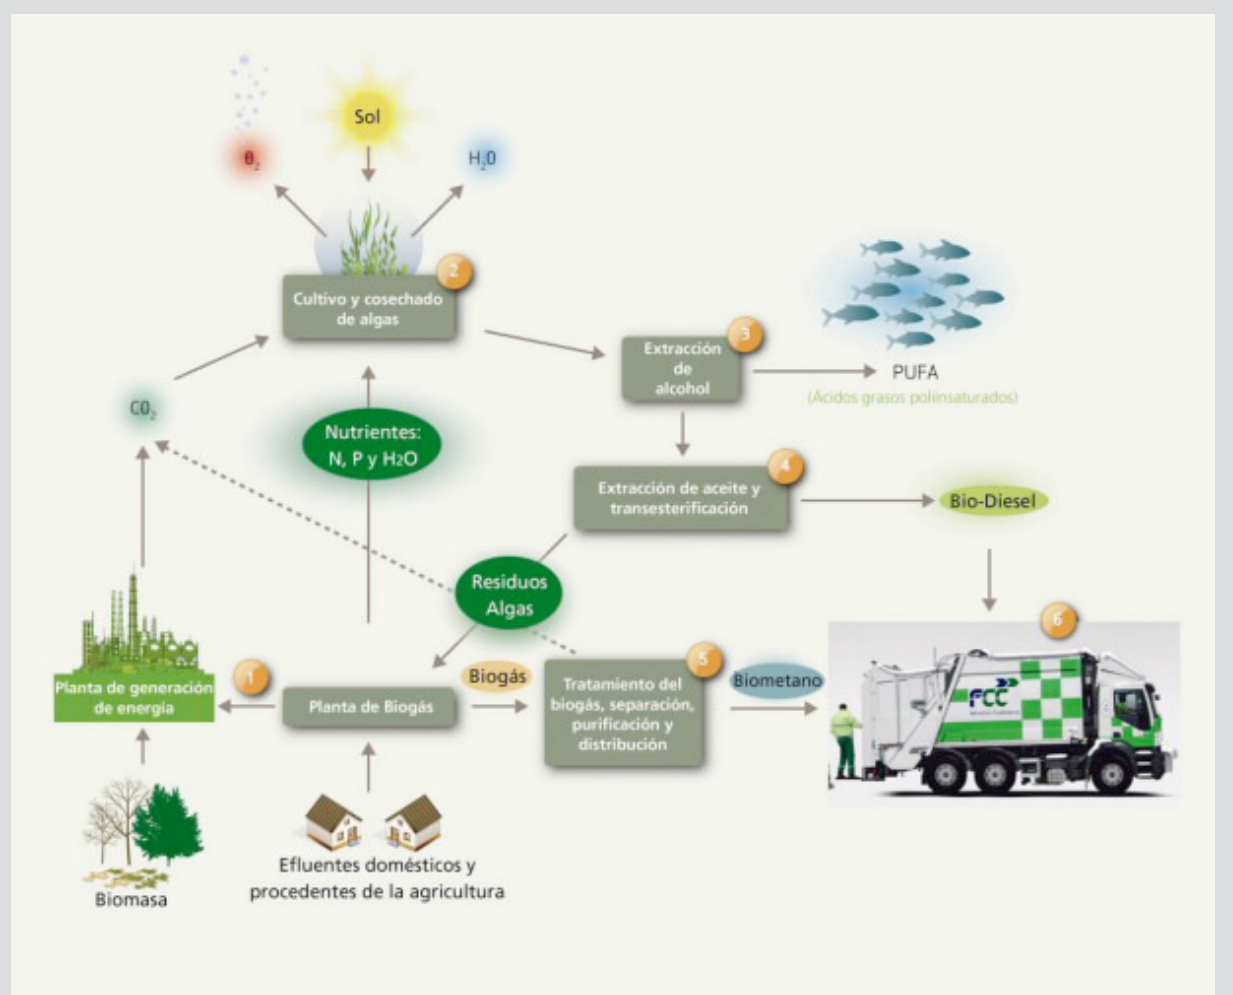 Sol
O₂
H₂O
2
Cultivo y cosechado
de algas
3
Extracción
de
alcohol
PUFA
(Ácidos grasos poliinsaturados)
CO₂
Nutrientes:
N, P y H₂O
4
Extracción de aceite y
transesterificación
Bio-Diesel
Residuos
Algas
6
1
Planta de generación
de energía
Planta de Biogás
Biogás
5
Tratamiento del
biogás, separación,
purificación y
distribución
Biometano
FCC
Biomasa
Efluentes domésticos y
procedentes de la agricultura